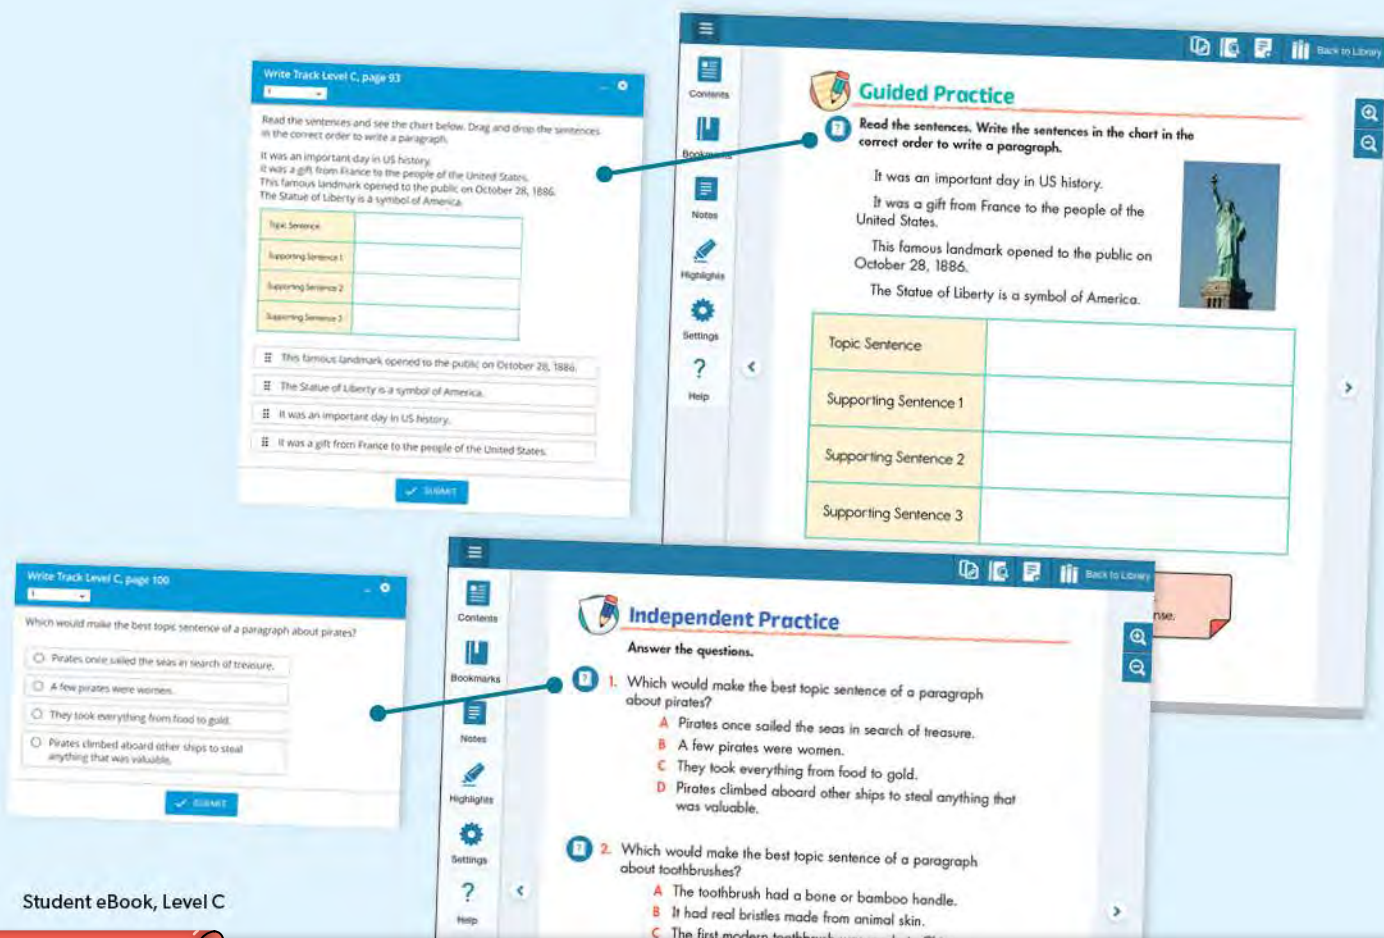 Write Track Level C, page 93
1
Read the sentences and see the chart below. Drag and drop the sentences
in the correct order to write a paragraph.
It was an important day in US history.
It was a gift from France to the people of the United States.
This famous landmark opened to the public on October 28, 1886.
The Statue of Liberty is a symbol of America.
Topic Sentence
Supporting Sentence 1
Supporting Sentence 2
Supporting Sentence 3
This famous landmark opened to the public on October 28, 1886.
The Statue of Liberty is a symbol of America.
It was an important day in US history.
It was a gift from France to the people of the United States.
SUBMIT
Back to Library
Contents
Bookmarks
Notes
Highlights
Settings
?
Help
Guided Practice
? Read the sentences. Write the sentences in the chart in the
correct order to write a paragraph.
It was an important day in US history.
It was a gift from France to the people of the
United States.
This famous landmark opened to the public on
October 28, 1886.
The Statue of Liberty is a symbol of America.
Topic Sentence
Supporting Sentence 1
Supporting Sentence 2
Supporting Sentence 3
Write Track Level C, page 100
1
Which would make the best topic sentence of a paragraph about pirates?
Pirates once sailed the seas in search of treasure.
A few pirates were women.
They took everything from food to gold.
Pirates climbed aboard other ships to steal
anything that was valuable.
SUBMIT
Back to Library
Contents
Bookmarks
Notes
Highlights
Settings
?
Help
Independent Practice
Answer the questions.
? 1. Which would make the best topic sentence of a paragraph
about pirates?
A Pirates once sailed the seas in search of treasure.
B A few pirates were women.
C They took everything from food to gold.
D Pirates climbed aboard other ships to steal anything that
was valuable.
? 2. Which would make the best topic sentence of a paragraph
about toothbrushes?
A The toothbrush had a bone or bamboo handle.
B It had real bristles made from animal skin.
C The first modern toothbrush
nse.
Student eBook, Level C